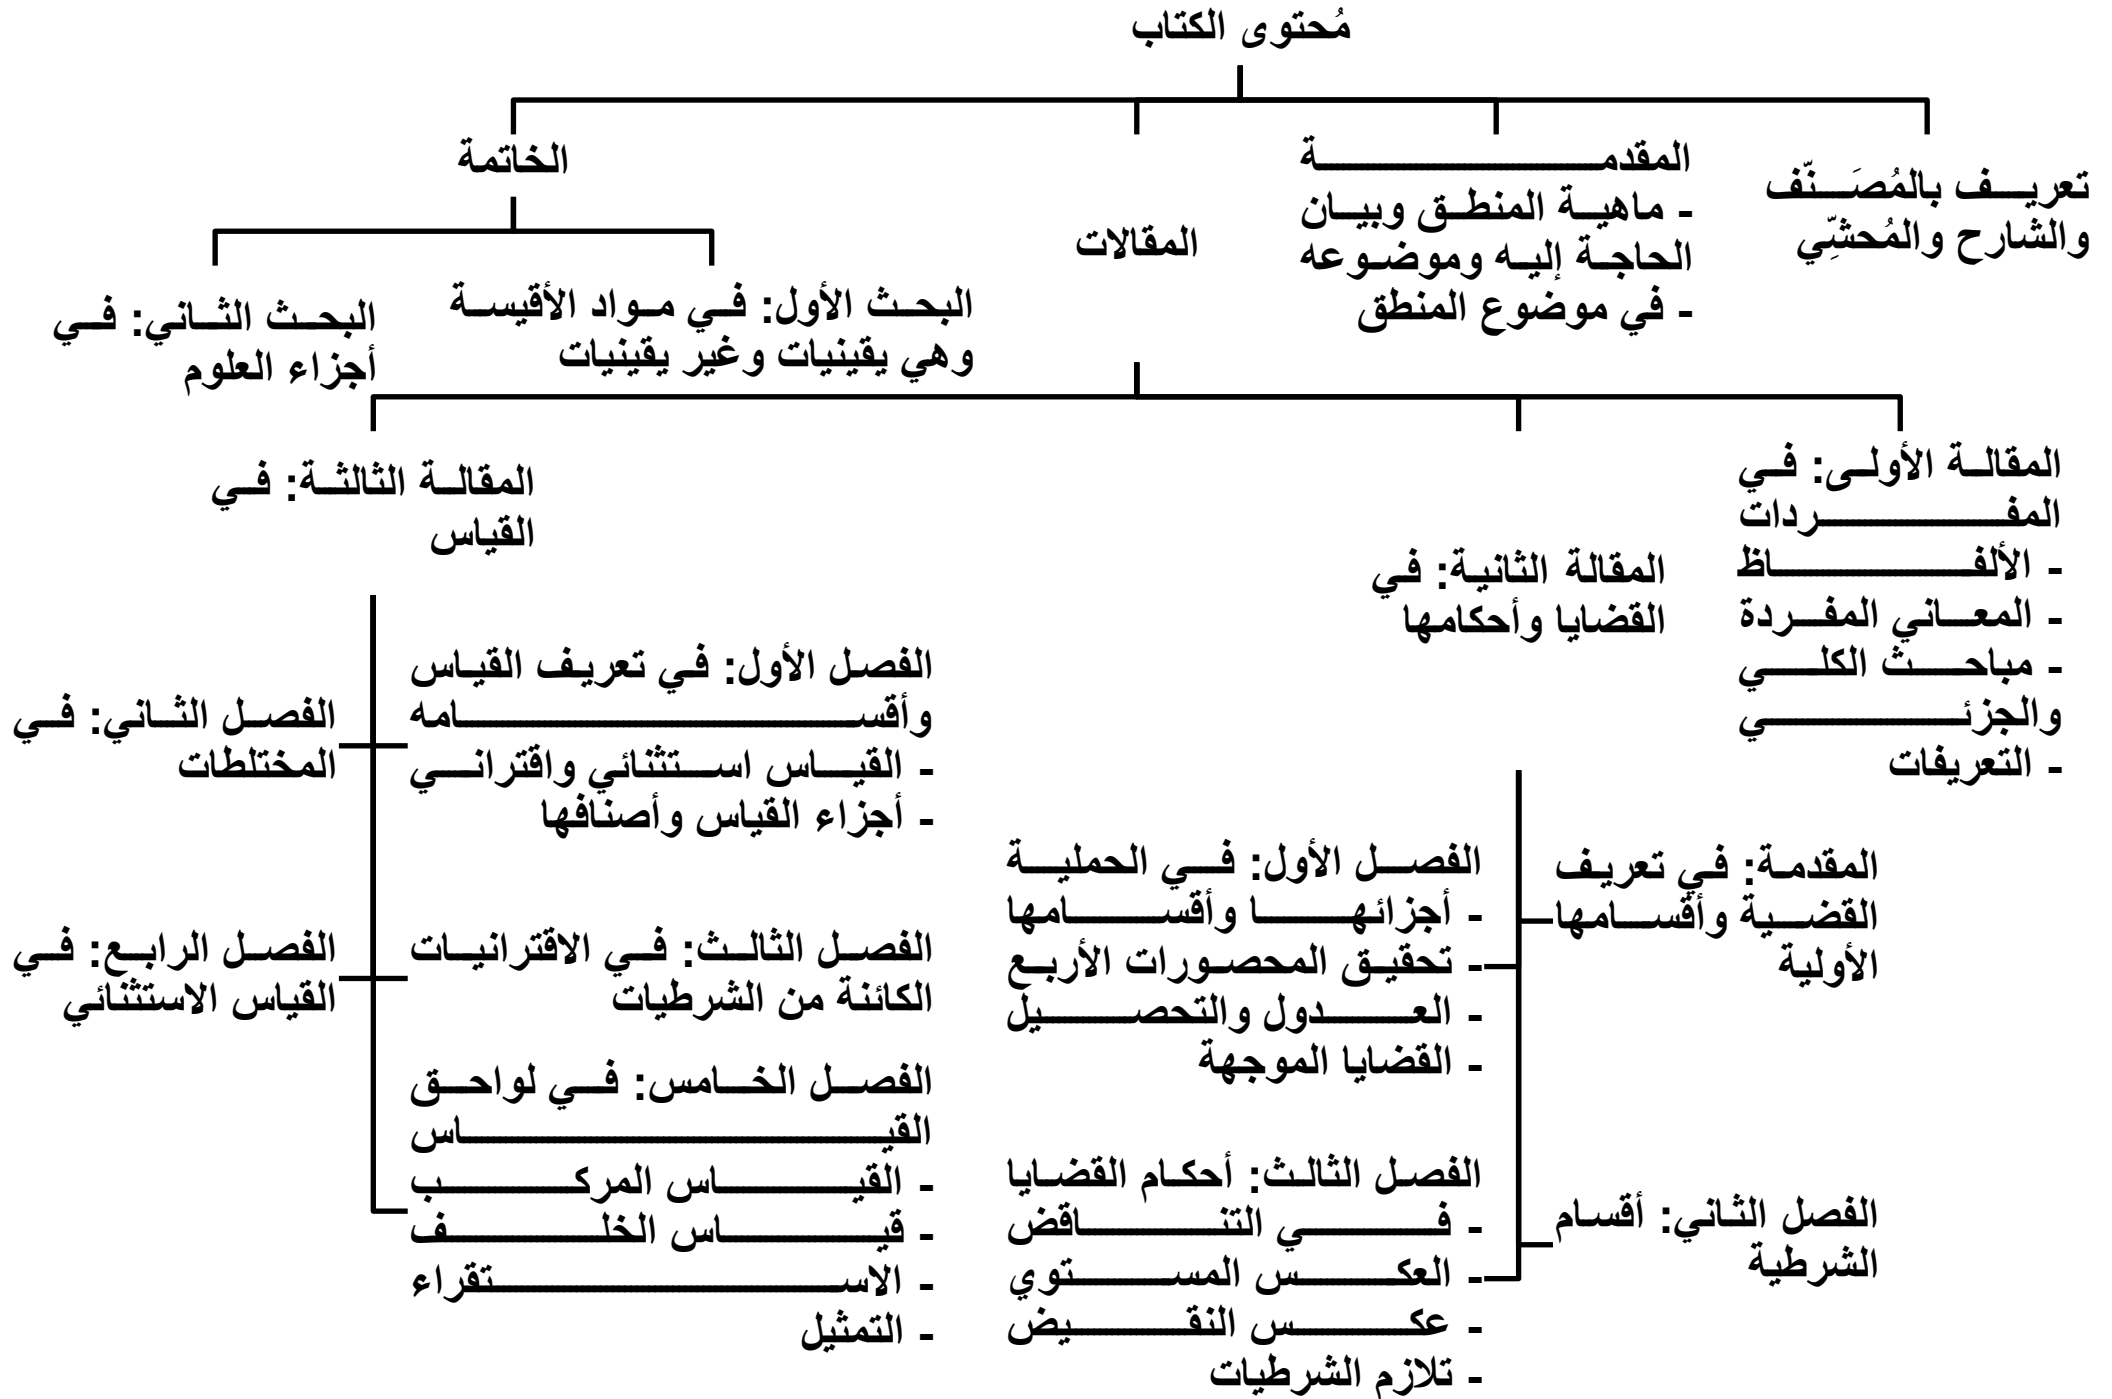 مُحتوى الكتاب
تعريف بالمُصَنّف
والشارح والمُحشِّي
المقدمة
- ماهية المنطق وبيان
الحاجة إليه وموضوعه
- في موضوع المنطق
المقالات
الخاتمة
البحث الأول: في مواد الأقيسة
وهي يقينيات وغير يقينيات
البحث الثاني: في
أجزاء العلوم
المقالة الأولى: في
المفردات
- الألفاظ
- المعاني المفردة
- مباحث الكلي
والجزئي
- التعريفات
المقالة الثانية: في
القضايا وأحكامها
المقدمة: في تعريف
القضية وأقسامها
الأولية
الفصل الأول: في الحملية
- أجزائها وأقسامها
- تحقيق المحصورات الأربع
- العدول والتحصيل
- القضايا الموجهة
الفصل الثاني: أقسام
الشرطية
الفصل الثالث: أحكام القضايا
- في التناقض
- العكس المستوي
- عكس النقيض
- تلازم الشرطيات
المقالة الثالثة: في
القياس
الفصل الأول: في تعريف القياس
وأقسامه
- القياس استثنائي واقتراني
- أجزاء القياس وأصنافها
الفصل الثاني: في
المختلطات
الفصل الثالث: في الاقترانيات
الكائنة من الشرطيات
الفصل الرابع: في
القياس الاستثنائي
الفصل الخامس: في لواحق
القياس
- القياس المركب
- قياس الخلف
- الاستقراء
- التمثيل